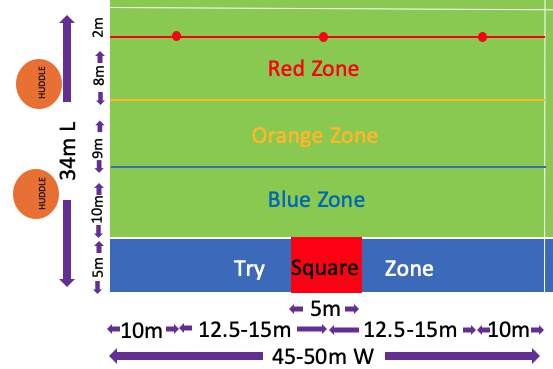 2m
Red Zone
HUDDLE
8m
34m L
Orange Zone
9m
HUDDLE
Blue Zone
10m
Try Square Zone
5m
5m
10m 12.5-15m 12.5-15m 10m
45-50m W